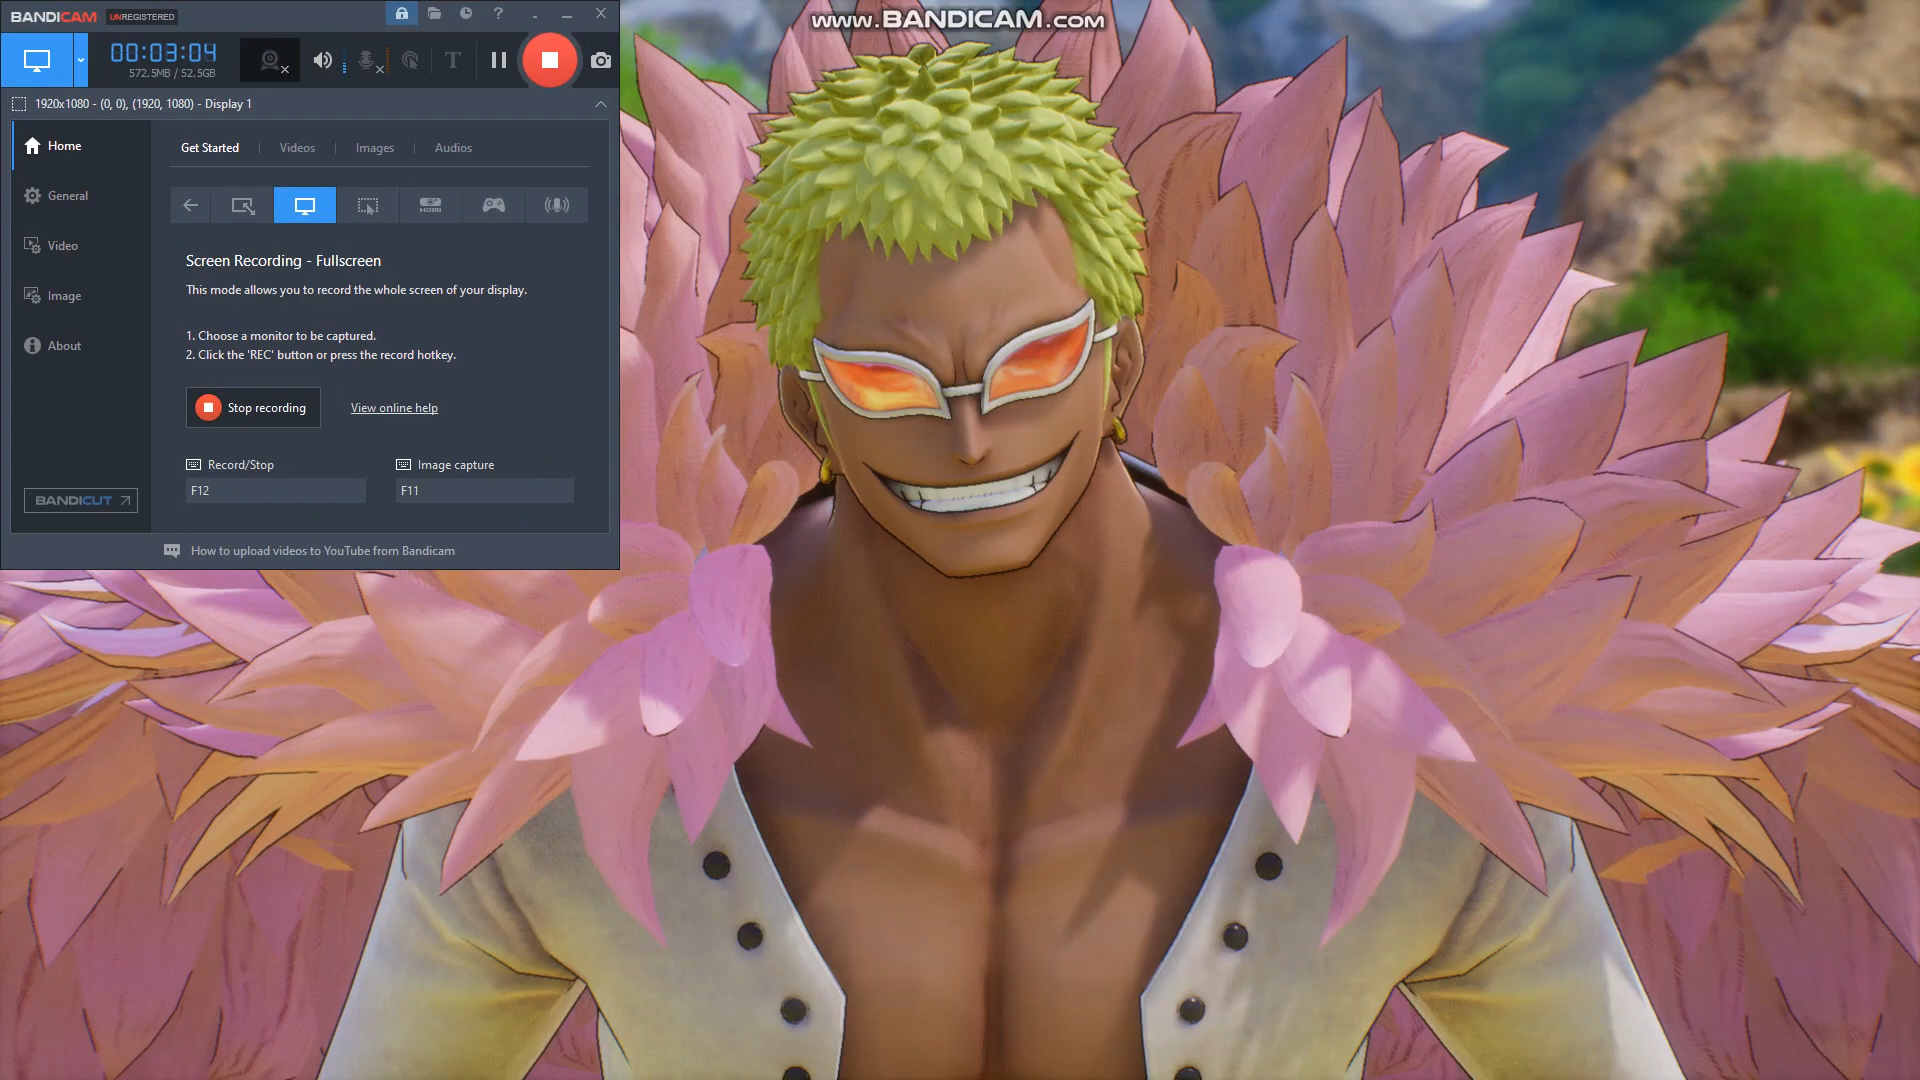 BANDICAM UNREGISTERED
www.BANDICAM.com
00:03:04
572.5MB / 52.5GB
T
1920x1080 - (0, 0), (1920, 1080) - Display 1
Home
General
Video
Image
About
BANDICUT
Get Started
Videos
Images
Audios
HDMI
Screen Recording - Fullscreen
This mode allows you to record the whole screen of your display.
1. Choose a monitor to be captured.
2. Click the 'REC' button or press the record hotkey.
Stop recording
View online help
Record/Stop
Image capture
F12
F11
How to upload videos to YouTube from Bandicam